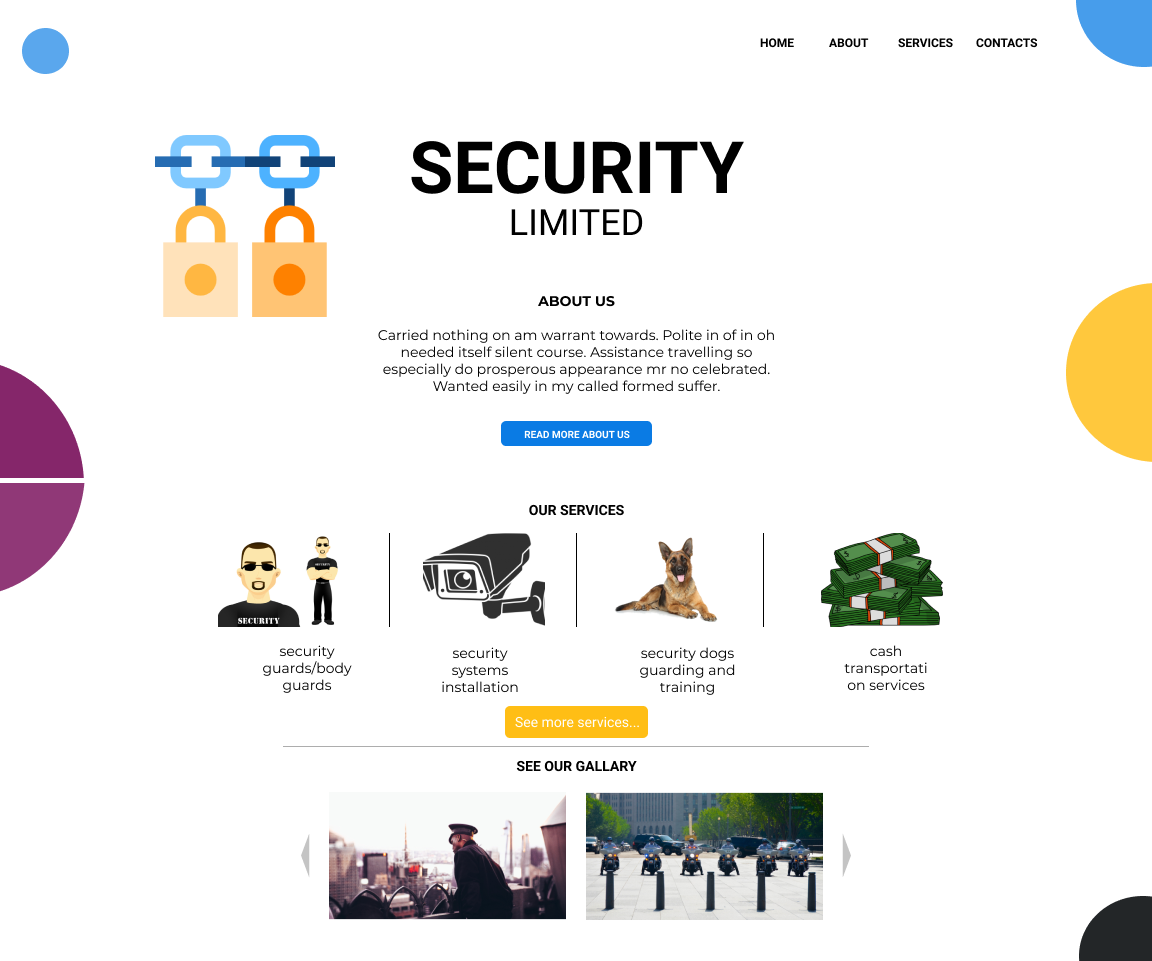 HOME ABOUT SERVICES CONTACTS
SECURITY
LIMITED
ABOUT US
Carried nothing on am warrant towards. Polite in of in oh
needed itself silent course. Assistance travelling so
especially do prosperous appearance mr no celebrated.
Wanted easily in my called formed suffer.
READ MORE ABOUT US
OUR SERVICES
SECURITY
SECURITY
security
guards/body
guards
security
systems
installation
security dogs
guarding and
training
cash
transportati
on services
See more services...
SEE OUR GALLARY